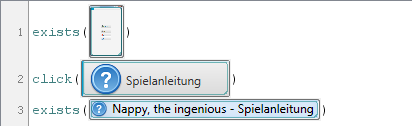 1 exists( )
2 click( ? Spielanleitung )
3 exists( ? Nappy, the ingenious - Spielanleitung )